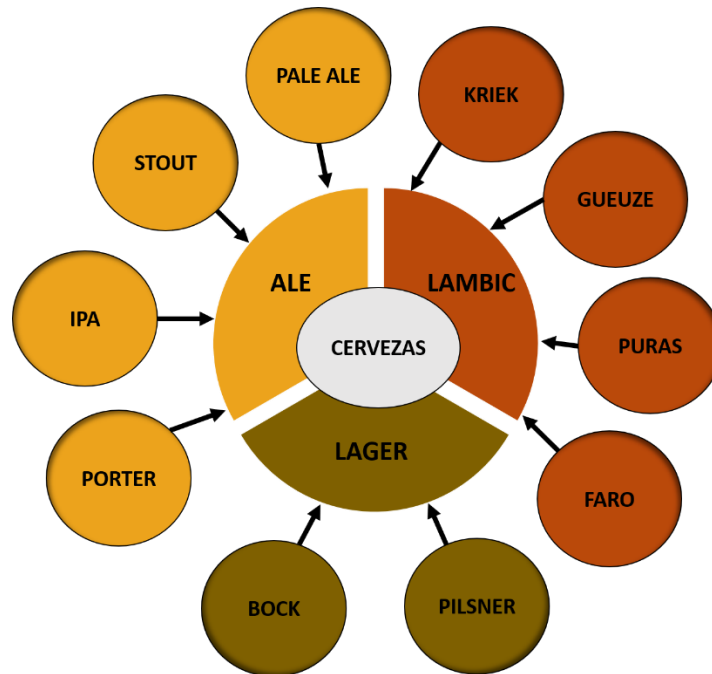 PALE ALE
KRIEK
STOUT
GUEUZE
ALE
LAMBIC
IPA
CERVEZAS
PURAS
LAGER
PORTER
FARO
BOCK
PILSNER